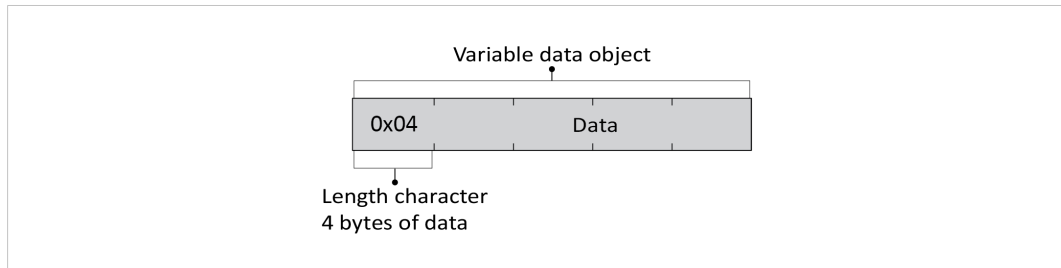 Variable data object
0x04 Data
Length character
4 bytes of data